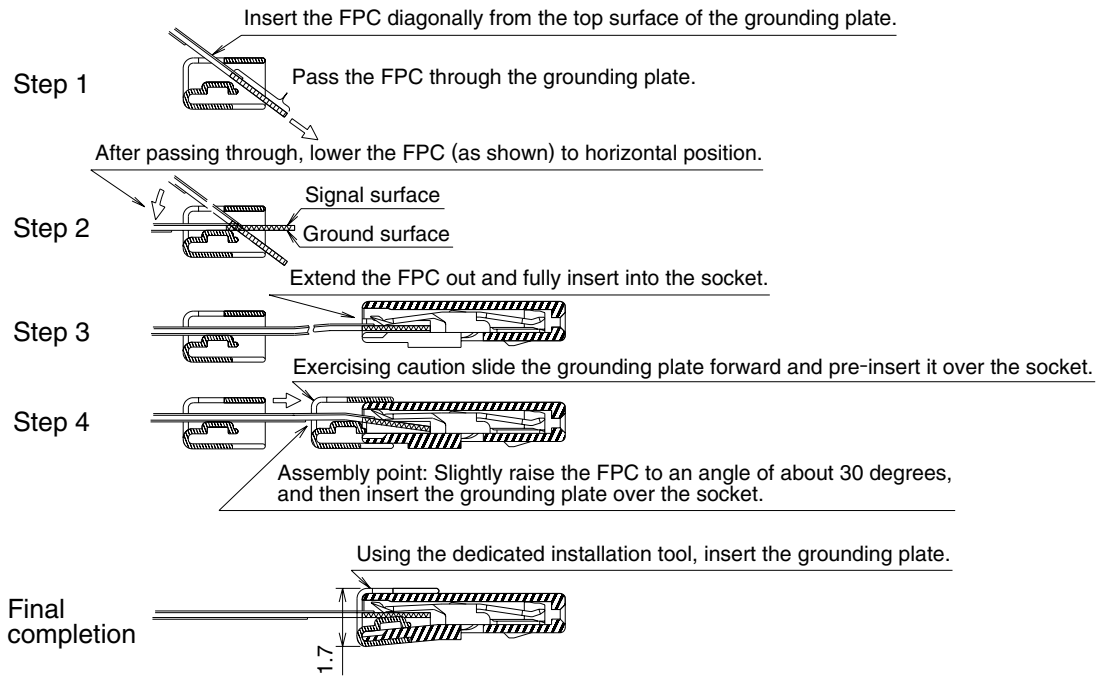 Insert the FPC diagonally from the top surface of the grounding plate.
Step 1
Pass the FPC through the grounding plate.
After passing through, lower the FPC (as shown) to horizontal position.
Step 2
Signal surface
Ground surface
Extend the FPC out and fully insert into the socket.
Step 3
Exercising caution slide the grounding plate forward and pre-insert it over the socket.
Step 4
Assembly point: Slightly raise the FPC to an angle of about 30 degrees,
and then insert the grounding plate over the socket.
Using the dedicated installation tool, insert the grounding plate.
Final
completion
1.7